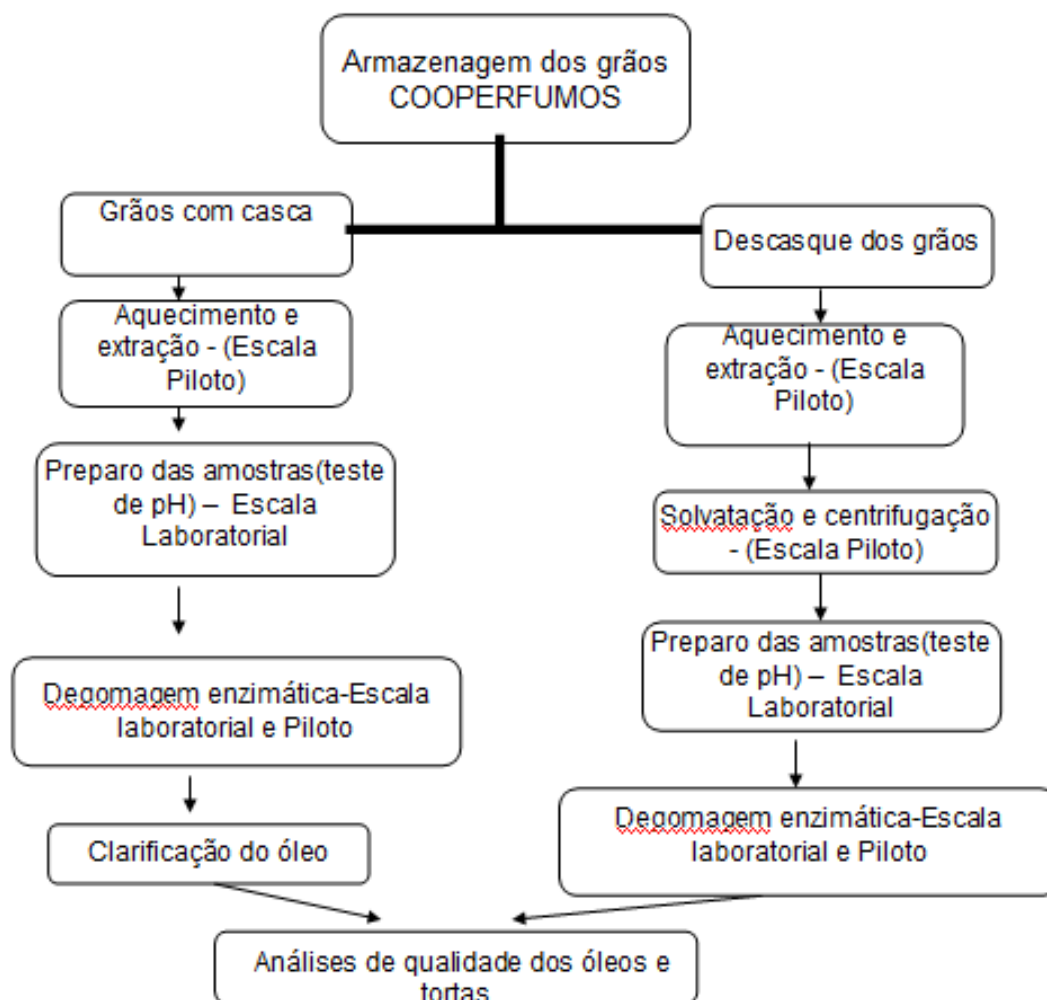 Armazenagem dos grãos
COOPERFUMOS
Grãos com casca
Descasque dos grãos
Aquecimento e
extração - (Escala
Piloto)
Aquecimento e
extração - (Escala
Piloto)
Preparo das amostras(teste
de pH) – Escala
Laboratorial
Solvatação e centrifugação
- (Escala Piloto)
Preparo das amostras(teste
de pH) – Escala
Laboratorial
Degomagem enzimática-Escala
laboratorial e Piloto
Degomagem enzimática-Escala
laboratorial e Piloto
Clarificação do óleo
Análises de qualidade dos óleos e
tortas